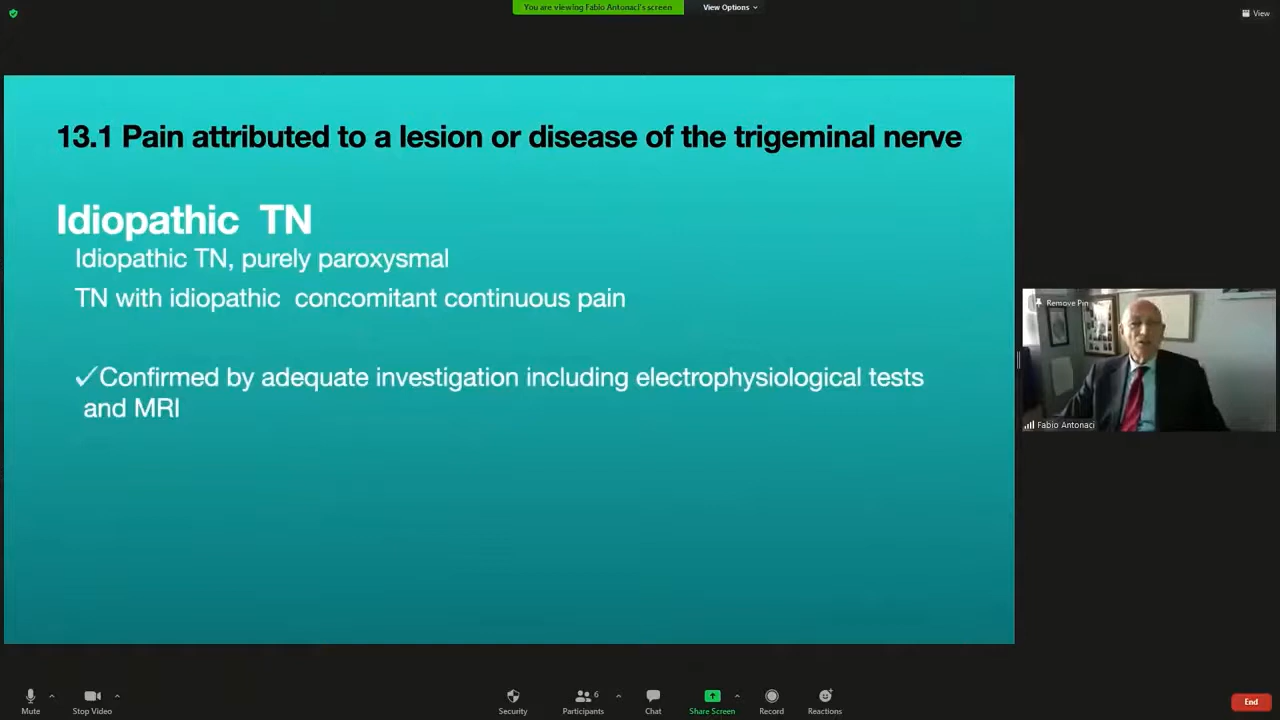 You are viewing Fabio Antonaci's screen
View Options
View
13.1 Pain attributed to a lesion or disease of the trigeminal nerve
Idiopathic TN
Idiopathic TN, purely paroxysmal
TN with idiopathic concomitant continuous pain
✓Confirmed by adequate investigation including electrophysiological tests
and MRI
Remove Pin
Fabio Antonaci
6
Mute
Stop Video
Security
Participants
Chat
Share Screen
Record
Reactions
End